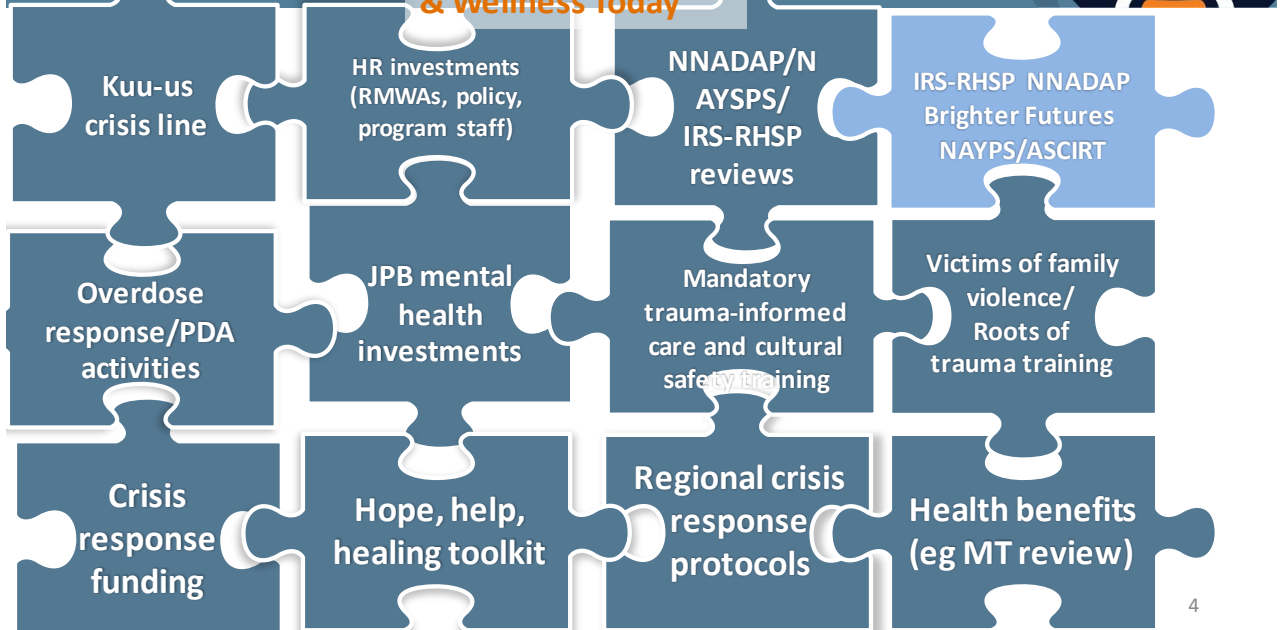 & Wellness Today
Kuu-us
crisis line
HR investments
(RMWAs, policy,
program staff)
NNADAP/N
AYSPS/
IRS-RHSP
reviews
IRS-RHSP NNADAP
Brighter Futures
NAYPS/ASCIRT
Overdose
response/PDA
activities
JPB mental
health
investments
Mandatory
trauma-informed
care and cultural
safety training
Victims of family
violence/
Roots of
trauma training
Crisis
response
funding
Hope, help,
healing toolkit
Regional crisis
response
protocols
Health benefits
(eg MT review)
4